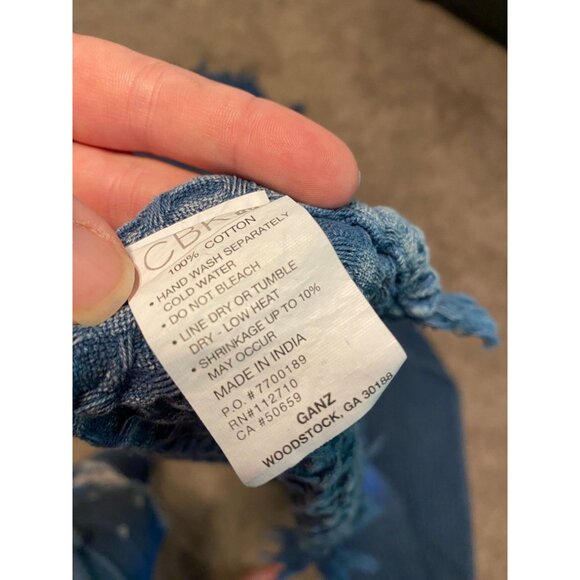 CBK
100% COTTON
• HAND WASH SEPARATELY
COLD WATER
• DO NOT BLEACH
• LINE DRY OR TUMBLE
DRY - LOW HEAT
• SHRINKAGE UP TO 10%
MAY OCCUR
MADE IN INDIA
P.O. # 7700189
RN# 112710
CA #50659
GANZ
WOODSTOCK, GA 30188